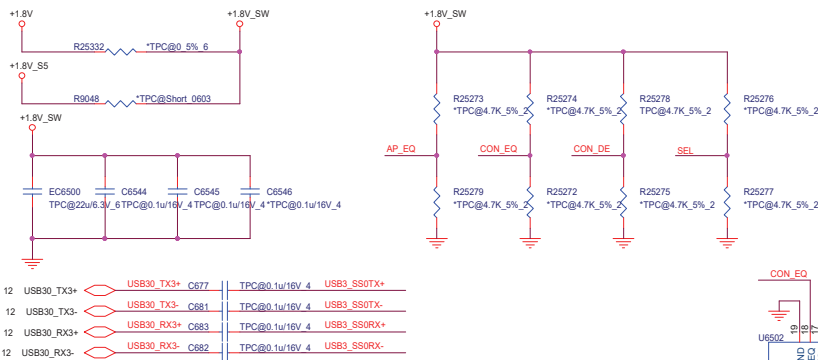 +1.8V
+1.8V_SW
+1.8V_SW
R25332
*TPC@0_5%_6
+1.8V_S5
R9048
*TPC@Short_0603
R25273
*TPC@4.7K_5%_2
R25274
*TPC@4.7K_5%_2
R25278
*TPC@4.7K_5%_2
R25276
*TPC@4.7K_5%_2
+1.8V_SW
AP_EQ
CON_EQ
CON_DE
SEL
EC6500
TPC@22u/6.3V_6
C6544
TPC@0.1u/16V_4
C6545
TPC@0.1u/16V_4
C6546
*TPC@0.1u/16V_4
R25279
*TPC@4.7K_5%_2
R25272
*TPC@4.7K_5%_2
R25275
*TPC@4.7K_5%_2
R25277
*TPC@4.7K_5%_2
12 USB30_TX3+ USB30_TX3+ C677 TPC@0.1u/16V_4 USB3_SS0TX+
12 USB30_TX3- USB30_TX3- C681 TPC@0.1u/16V_4 USB3_SS0TX-
12 USB30_RX3+ USB30_RX3+ C683 TPC@0.1u/16V_4 USB3_SS0RX+
12 USB30_RX3- USB30_RX3- C682 TPC@0.1u/16V_4 USB3_SS0RX-
CON_EQ
19
18
17
U6502
ND
EQ